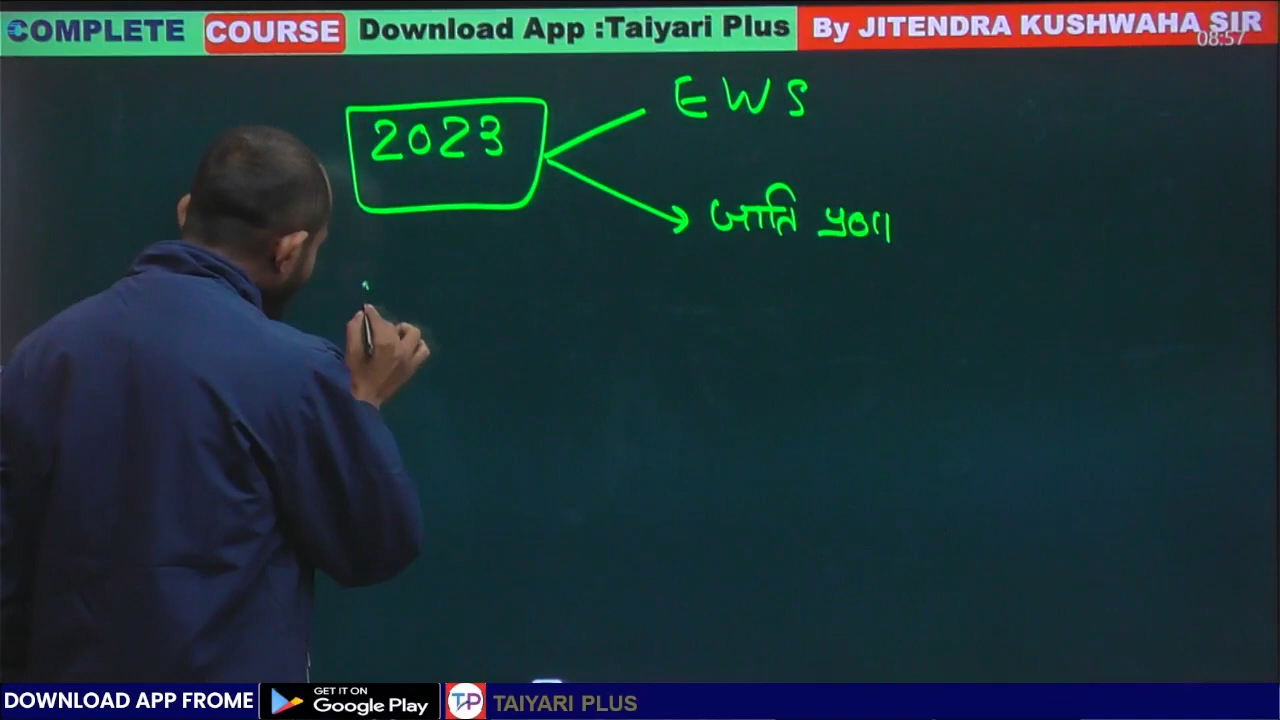 COMPLETE COURSE Download App :Taiyari Plus By JITENDRA KUSHWAHA SIR
08:57
2023
EWS
जाति प्रथा
DOWNLOAD APP FROME GET IT ON Google Play TP TAIYARI PLUS